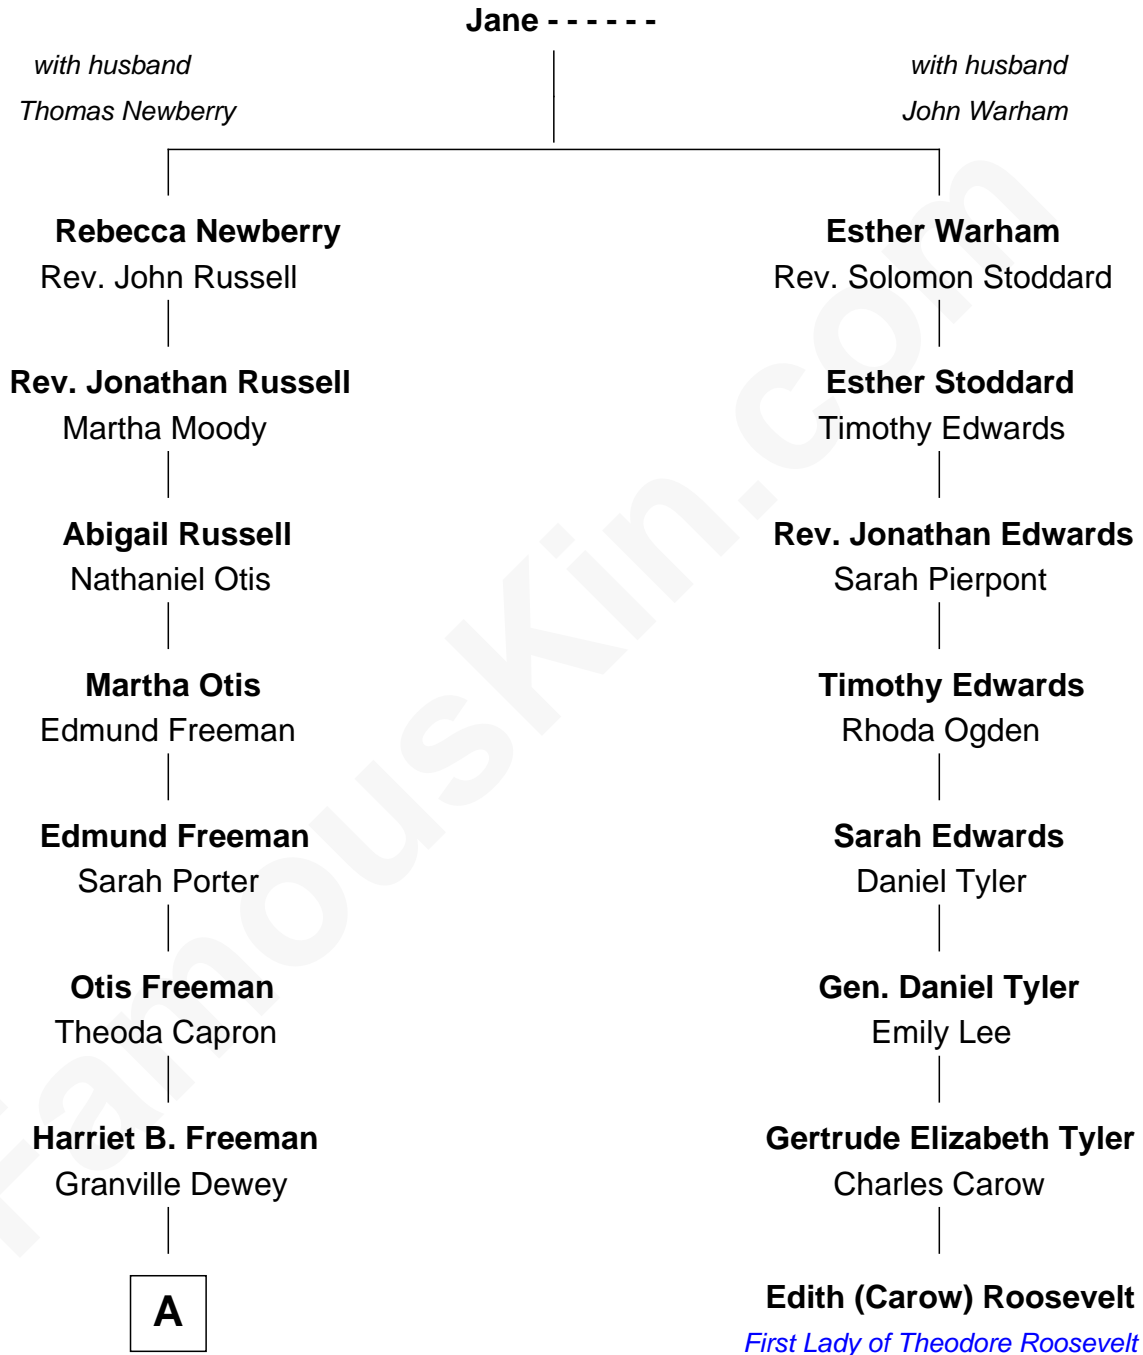 Jane - - - - - -
with husband
Thomas Newberry
with husband
John Warham
Rebecca Newberry
Rev. John Russell
Esther Warham
Rev. Solomon Stoddard
Rev. Jonathan Russell
Martha Moody
Esther Stoddard
Timothy Edwards
Abigail Russell
Nathaniel Otis
Rev. Jonathan Edwards
Sarah Pierpont
Martha Otis
Edmund Freeman
Timothy Edwards
Rhoda Ogden
Edmund Freeman
Sarah Porter
Sarah Edwards
Daniel Tyler
Otis Freeman
Theoda Capron
Gen. Daniel Tyler
Emily Lee
Harriet B. Freeman
Granville Dewey
Gertrude Elizabeth Tyler
Charles Carow
A
Edith (Carow) Roosevelt
First Lady of Theodore Roosevelt
FamousKin.com